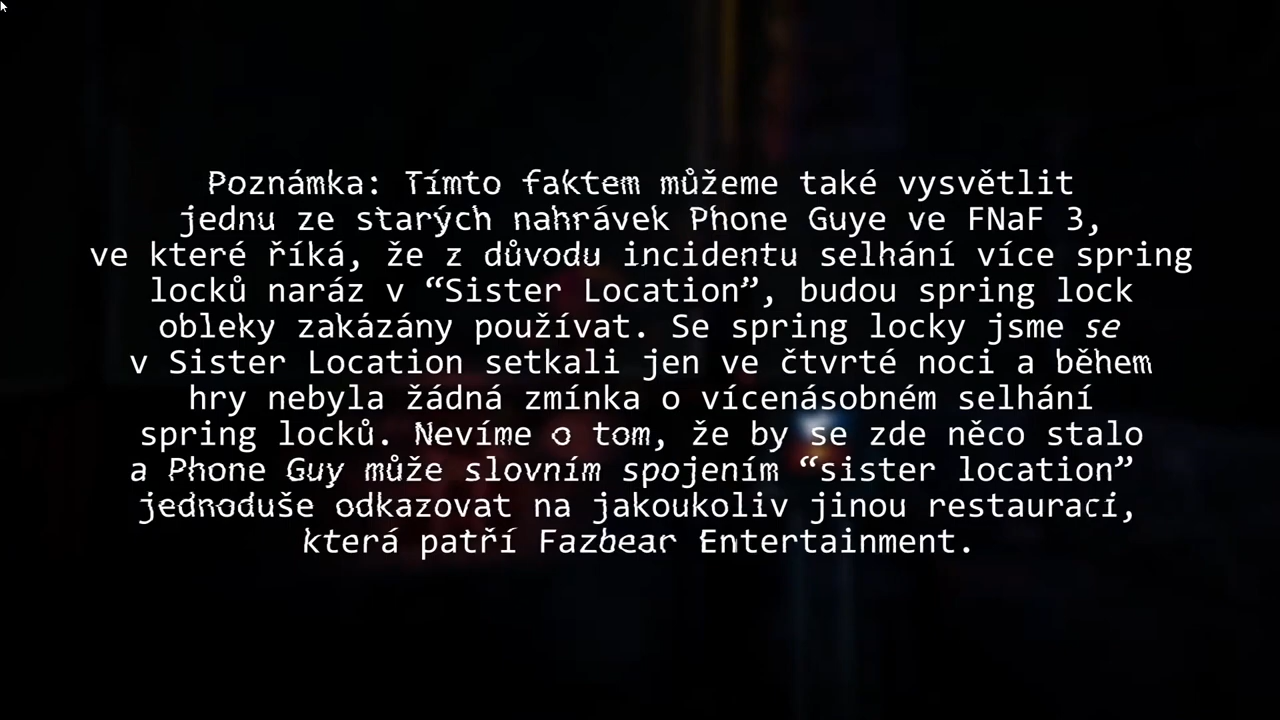 Poznámka: Tímto faktem můžeme také vysvětlit
jednu ze starých nahrávek Phone Guye ve FNaF 3,
ve které říká, že z důvodu incidentu selhání více spring
locků naráz v “Sister Location”, budou spring lock
obleky zakázány používat. Se spring locky jsme se
v Sister Location setkali jen ve čtvrté noci a během
hry nebyla žádná zmínka o vícenásobném selhání
spring locků. Nevíme o tom, že by se zde něco stalo
a Phone Guy může slovním spojením “sister location”
jednoduše odkazovat na jakoukoliv jinou restauraci,
která patří Fazbear Entertainment.